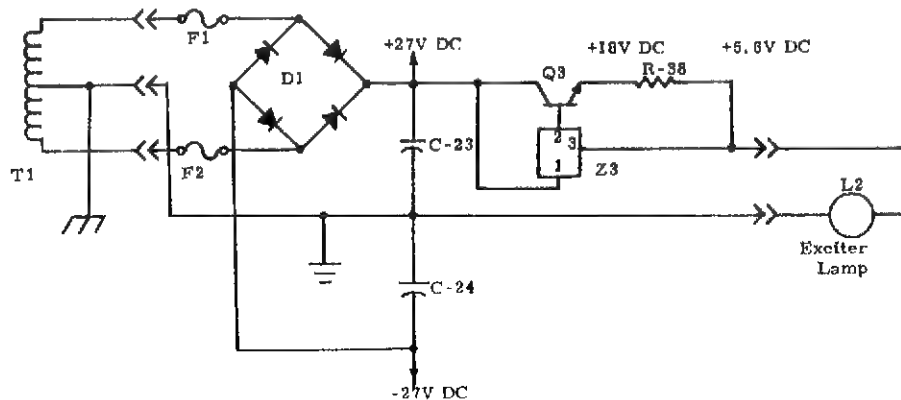 F1
+27V DC
+18V DC
+5.6V DC
Q3
R-38
D1
C-23
2
3
1
Z3
F2
T1
L2
Exciter
Lamp
C-24
-27V DC